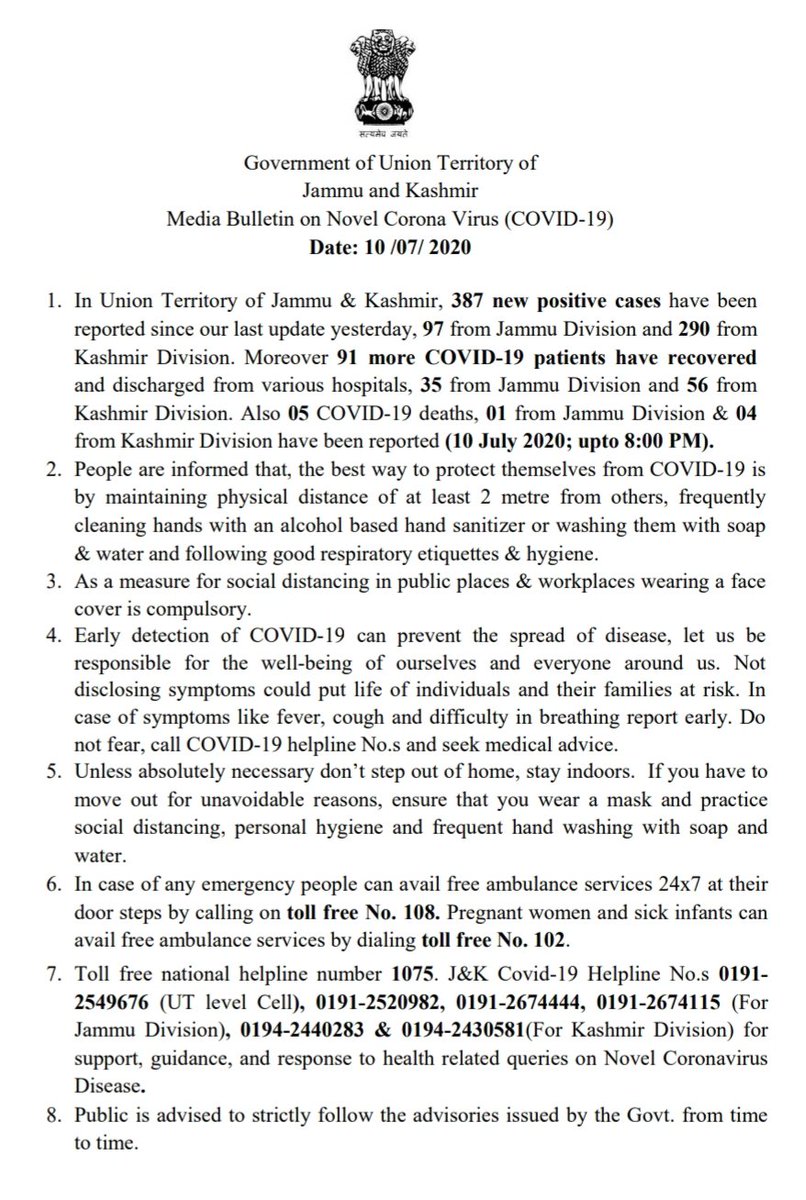 सत्यमेव जयते
Government of Union Territory of
Jammu and Kashmir
Media Bulletin on Novel Corona Virus (COVID-19)
Date: 10 /07/ 2020
1. In Union Territory of Jammu & Kashmir, 387 new positive cases have been
reported since our last update yesterday, 97 from Jammu Division and 290 from
Kashmir Division. Moreover 91 more COVID-19 patients have recovered
and discharged from various hospitals, 35 from Jammu Division and 56 from
Kashmir Division. Also 05 COVID-19 deaths, 01 from Jammu Division & 04
from Kashmir Division have been reported (10 July 2020; upto 8:00 PM).
2. People are informed that, the best way to protect themselves from COVID-19 is
by maintaining physical distance of at least 2 metre from others, frequently
cleaning hands with an alcohol based hand sanitizer or washing them with soap
& water and following good respiratory etiquettes & hygiene.
3. As a measure for social distancing in public places & workplaces wearing a face
cover is compulsory.
4. Early detection of COVID-19 can prevent the spread of disease, let us be
responsible for the well-being of ourselves and everyone around us. Not
disclosing symptoms could put life of individuals and their families at risk. In
case of symptoms like fever, cough and difficulty in breathing report early. Do
not fear, call COVID-19 helpline No.s and seek medical advice.
5. Unless absolutely necessary don’t step out of home, stay indoors. If you have to
move out for unavoidable reasons, ensure that you wear a mask and practice
social distancing, personal hygiene and frequent hand washing with soap and
water.
6. In case of any emergency people can avail free ambulance services 24x7 at their
door steps by calling on toll free No. 108. Pregnant women and sick infants can
avail free ambulance services by dialing toll free No. 102.
7. Toll free national helpline number 1075. J&K Covid-19 Helpline No.s 0191-
2549676 (UT level Cell), 0191-2520982, 0191-2674444, 0191-2674115 (For
Jammu Division), 0194-2440283 & 0194-2430581(For Kashmir Division) for
support, guidance, and response to health related queries on Novel Coronavirus
Disease.
8. Public is advised to strictly follow the advisories issued by the Govt. from time
to time.